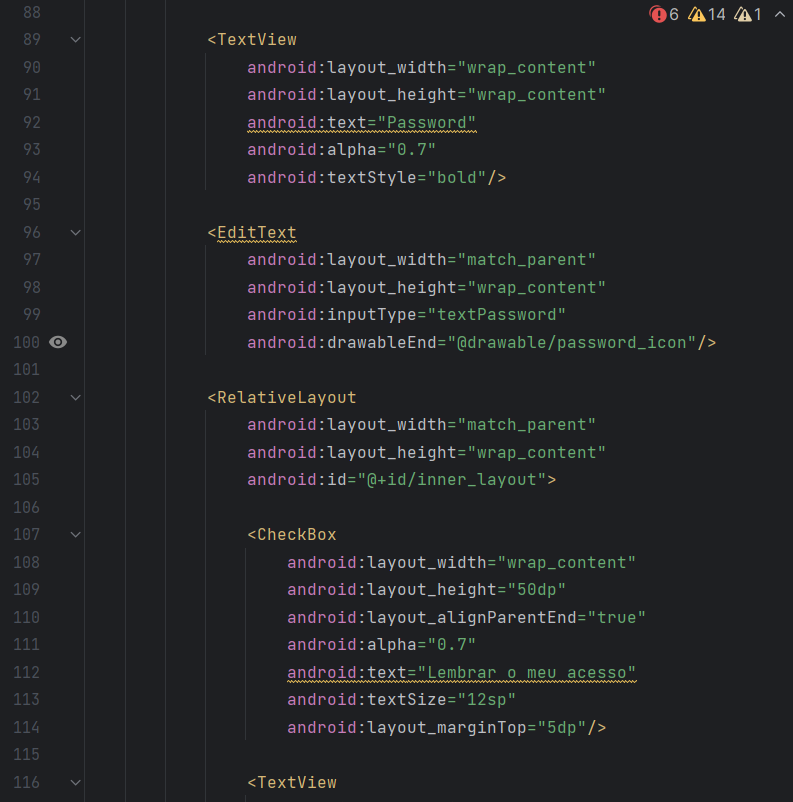 6 14 1
88
89 <TextView
90 android:layout_width="wrap_content"
91 android:layout_height="wrap_content"
92 android:text="Password"
93 android:alpha="0.7"
94 android:textStyle="bold"/>
95
96 <EditText
97 android:layout_width="match_parent"
98 android:layout_height="wrap_content"
99 android:inputType="textPassword"
100 android:drawableEnd="@drawable/password_icon"/>
101
102 <RelativeLayout
103 android:layout_width="match_parent"
104 android:layout_height="wrap_content"
105 android:id="@+id/inner_layout">
106
107 <CheckBox
108 android:layout_width="wrap_content"
109 android:layout_height="50dp"
110 android:layout_alignParentEnd="true"
111 android:alpha="0.7"
112 android:text="Lembrar o meu acesso"
113 android:textSize="12sp"
114 android:layout_marginTop="5dp"/>
115
116 <TextView